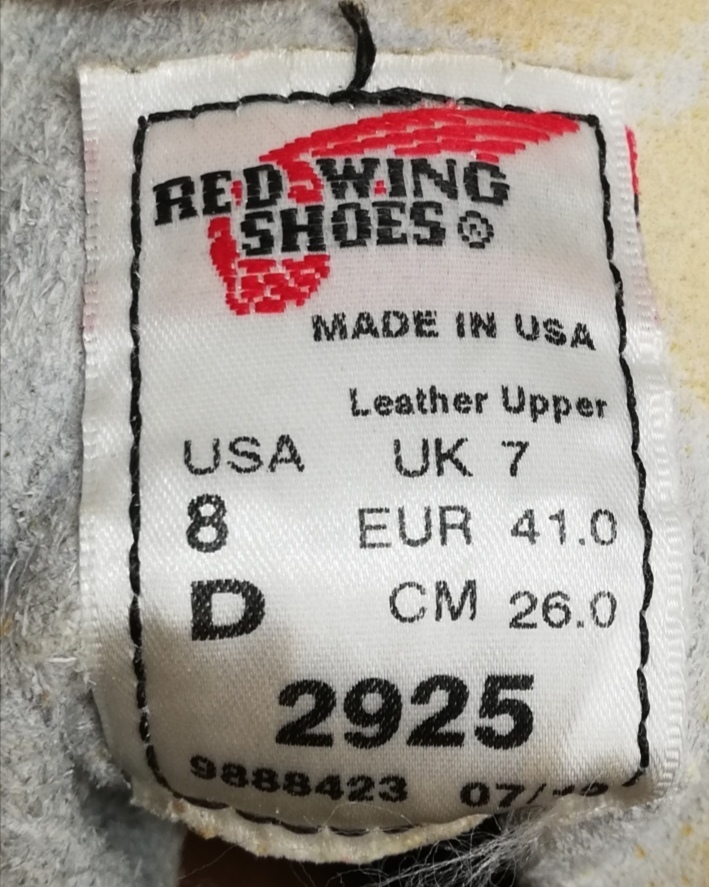 RED WING
SHOES ®
MADE IN USA
Leather Upper
USA UK 7
8 EUR 41.0
D CM 26.0
2925
9888423